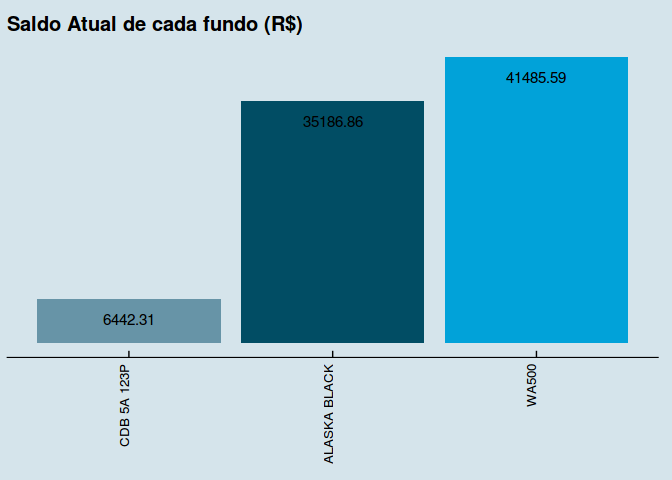 Saldo Atual de cada fundo (R$)
41485.59
35186.86
6442.31
CDB 5A 123P
ALASKA BLACK
WA500